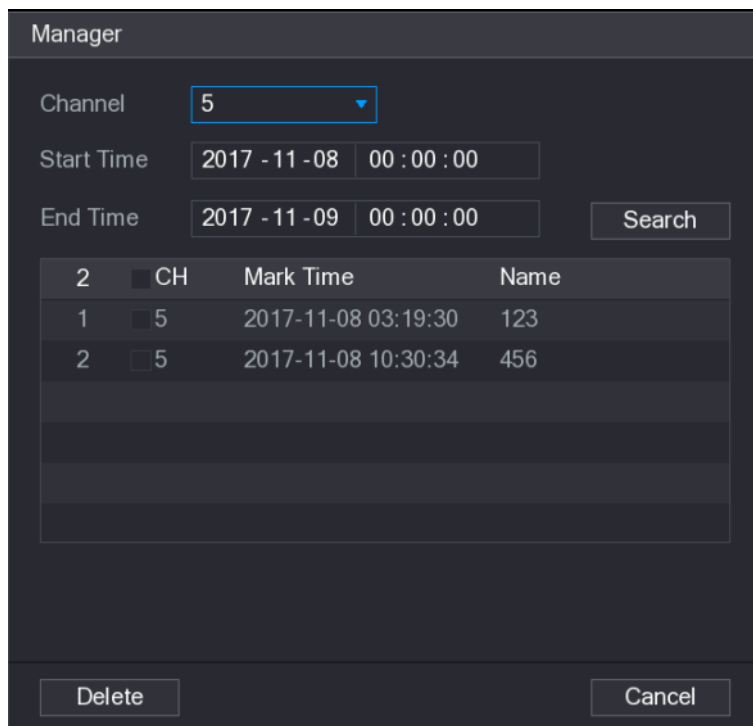 Manager
Channel 5
Start Time 2017 - 11 - 08 00 : 00 : 00
End Time 2017 - 11 - 09 00 : 00 : 00 Search
2 CH Mark Time Name
1 5 2017-11-08 03:19:30 123
2 5 2017-11-08 10:30:34 456
Delete Cancel